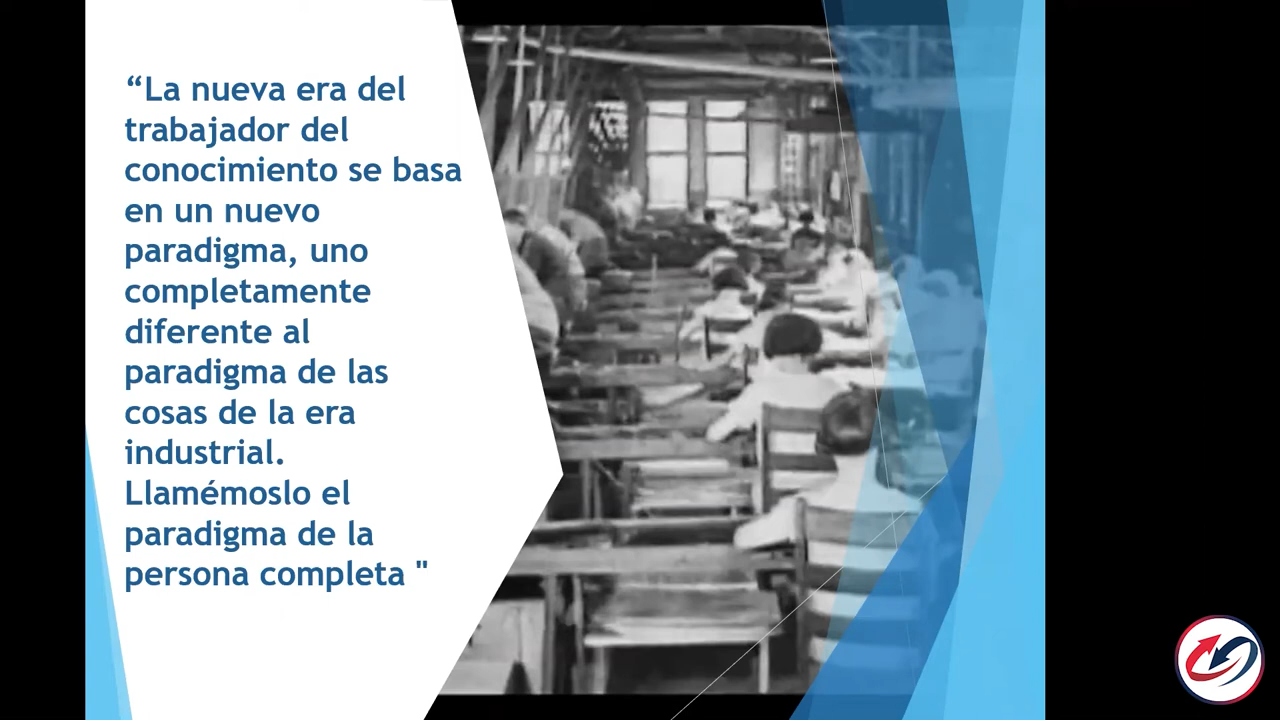 “La nueva era del
trabajador del
conocimiento se basa
en un nuevo
paradigma, uno
completamente
diferente al
paradigma de las
cosas de la era
industrial.
Llamémoslo el
paradigma de la
persona completa "